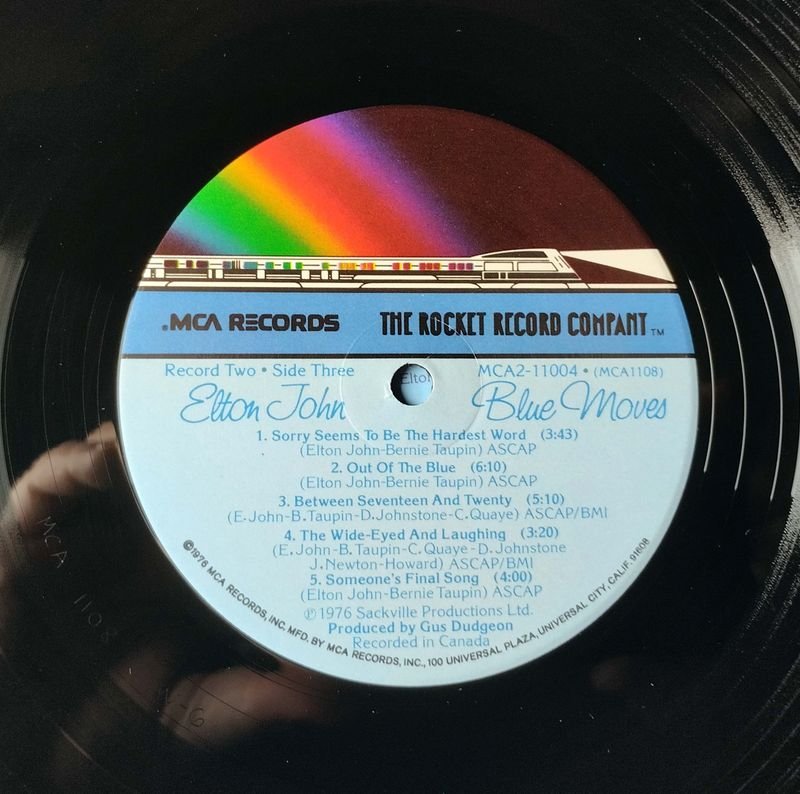 .MCA RECORDS THE ROCKET RECORD COMPANY TM
Record Two • Side Three MCA2-11004 • (MCA1108)
Elton John Blue Moves
1. Sorry Seems To Be The Hardest Word (3:43)
(Elton John-Bernie Taupin) ASCAP
2. Out Of The Blue (6:10)
(Elton John-Bernie Taupin) ASCAP
3. Between Seventeen And Twenty (5:10)
(E.John-B.Taupin-D.Johnstone-C.Quaye) ASCAP/BMI
4. The Wide-Eyed And Laughing (3:20)
(E.John-B.Taupin-C.Quaye-D.Johnstone
J.Newton-Howard) ASCAP/BMI
5. Someone's Final Song (4:00)
(Elton John-Bernie Taupin) ASCAP
℗1976 Sackville Productions Ltd.
Produced by Gus Dudgeon
Recorded in Canada
©1976 MCA RECORDS, INC. MFD. BY MCA RECORDS, INC., 100 UNIVERSAL PLAZA, UNIVERSAL CITY, CALIF. 91608
Elto
MCA 1108